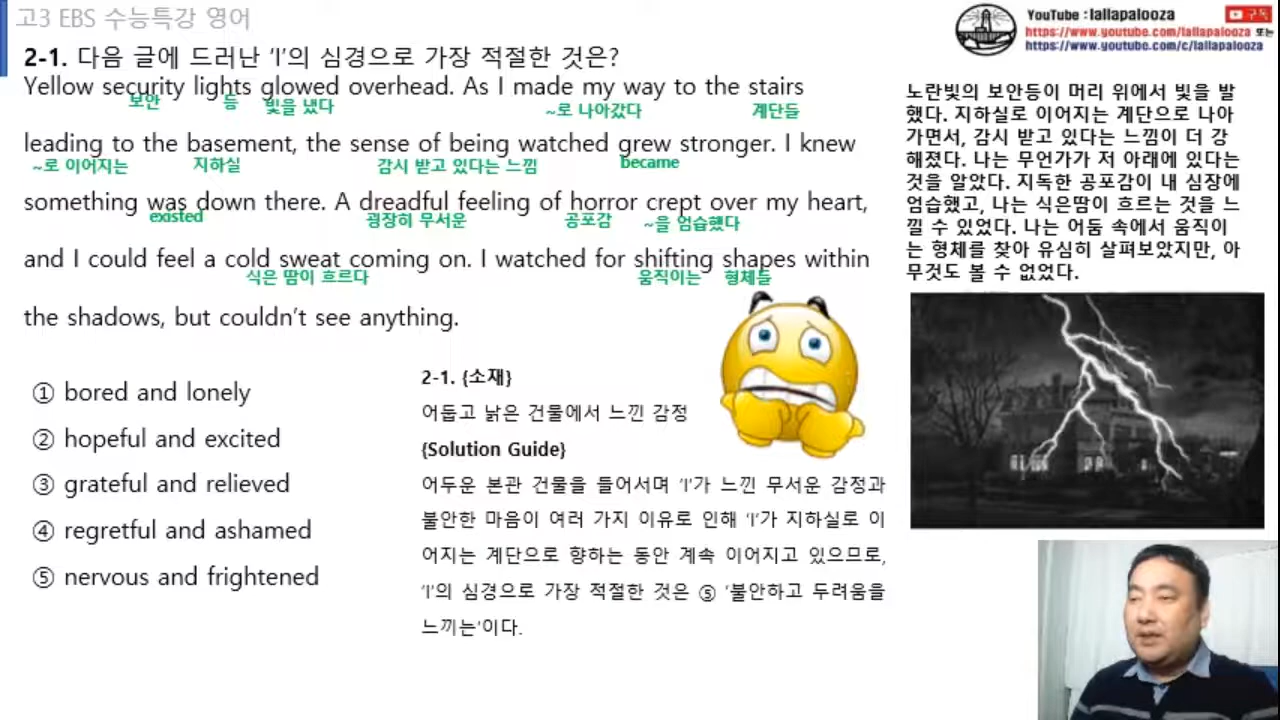 고3 EBS 수능특강 영어
YouTube : lallapalooza
구독
https://www.youtube.com/lallapalooza 또는
https://www.youtube.com/c/lallapalooza
2-1. 다음 글에 드러난 ‘I’의 심경으로 가장 적절한 것은?
Yellow security lights glowed overhead. As I made my way to the stairs
보안 등 빛을 냈다 ~로 나아갔다 계단들
leading to the basement, the sense of being watched grew stronger. I knew
~로 이어지는 지하실 감시 받고 있다는 느낌 became
something was down there. A dreadful feeling of horror crept over my heart,
existed 굉장히 무서운 공포감 ~을 엄습했다
and I could feel a cold sweat coming on. I watched for shifting shapes within
식은 땀이 흐르다 움직이는 형체들
the shadows, but couldn’t see anything.
① bored and lonely
② hopeful and excited
③ grateful and relieved
④ regretful and ashamed
⑤ nervous and frightened
2-1. {소재}
어둡고 낡은 건물에서 느낀 감정
{Solution Guide}
어두운 본관 건물을 들어서며 ‘I’가 느낀 무서운 감정과
불안한 마음이 여러 가지 이유로 인해 ‘I’가 지하실로 이
어지는 계단으로 향하는 동안 계속 이어지고 있으므로,
‘I’의 심경으로 가장 적절한 것은 ⑤ ‘불안하고 두려움을
느끼는’이다.
노란빛의 보안등이 머리 위에서 빛을 발
했다. 지하실로 이어지는 계단으로 나아
가면서, 감시 받고 있다는 느낌이 더 강
해졌다. 나는 무언가가 저 아래에 있다는
것을 알았다. 지독한 공포감이 내 심장에
엄습했고, 나는 식은땀이 흐르는 것을 느
낄 수 있었다. 나는 어둠 속에서 움직이
는 형체를 찾아 유심히 살펴보았지만, 아
무것도 볼 수 없었다.